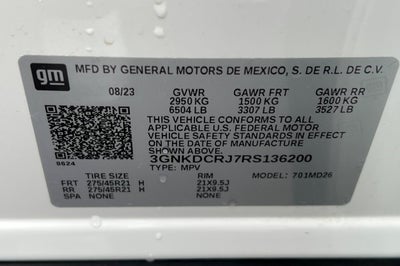 gm MFD BY GENERAL MOTORS DE MEXICO, S. DE R.L. DE C.V.
08/23 GVWR GAWR FRT GAWR RR
2950 KG 1500 KG 1600 KG
6504 LB 3307 LB 3527 LB
THIS VEHICLE CONFORMS TO ALL
APPLICABLE U.S. FEDERAL MOTOR
VEHICLE SAFETY STANDARDS IN EFFECT
ON THE DATE OF MANUFACTURE
SHOWN ABOVE.
3GNKDCRJ7RS136200
0624 TYPE: MPV MODEL: 701MD26
TIRE SIZE RIM
FRT 275/45R21 H 21X9.5J
RR 275/45R21 H 21X9.5J
SPA NONE NONE